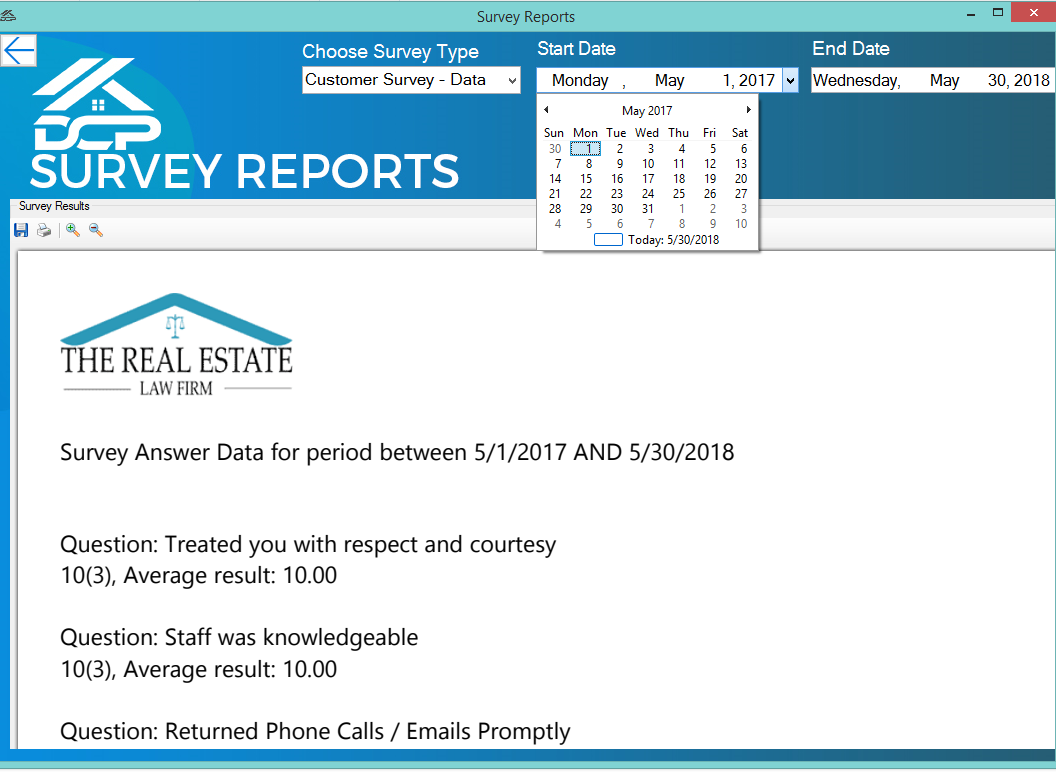 Survey Reports
Choose Survey Type
Start Date
End Date
Customer Survey - Data
Monday , May 1, 2017
Wednesday, May 30, 2018
DCP
SURVEY REPORTS
May 2017
Sun Mon Tue Wed Thu Fri Sat
30 1 2 3 4 5 6
7 8 9 10 11 12 13
14 15 16 17 18 19 20
21 22 23 24 25 26 27
28 29 30 31 1 2 3
4 5 6 7 8 9 10
Today: 5/30/2018
Survey Results
THE REAL ESTATE
LAW FIRM
Survey Answer Data for period between 5/1/2017 AND 5/30/2018
Question: Treated you with respect and courtesy
10(3), Average result: 10.00
Question: Staff was knowledgeable
10(3), Average result: 10.00
Question: Returned Phone Calls / Emails Promptly